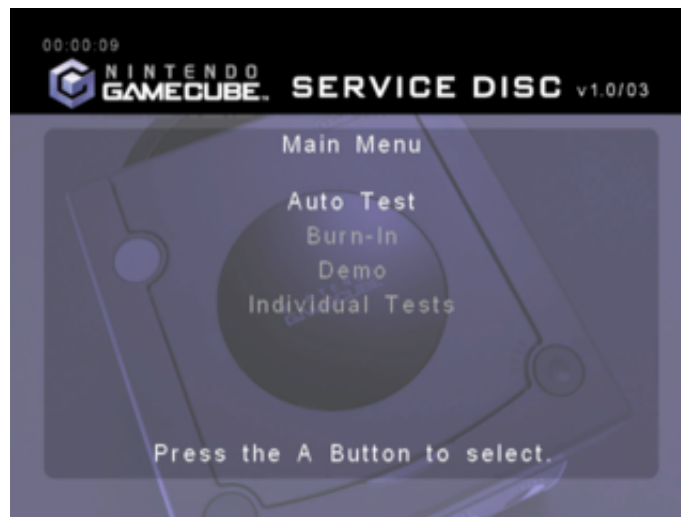 00:00:09
NINTENDO
GAMECUBE™ SERVICE DISC v1.0/03
Main Menu
Auto Test
Burn-In
Demo
Individual Tests
Press the A Button to select.